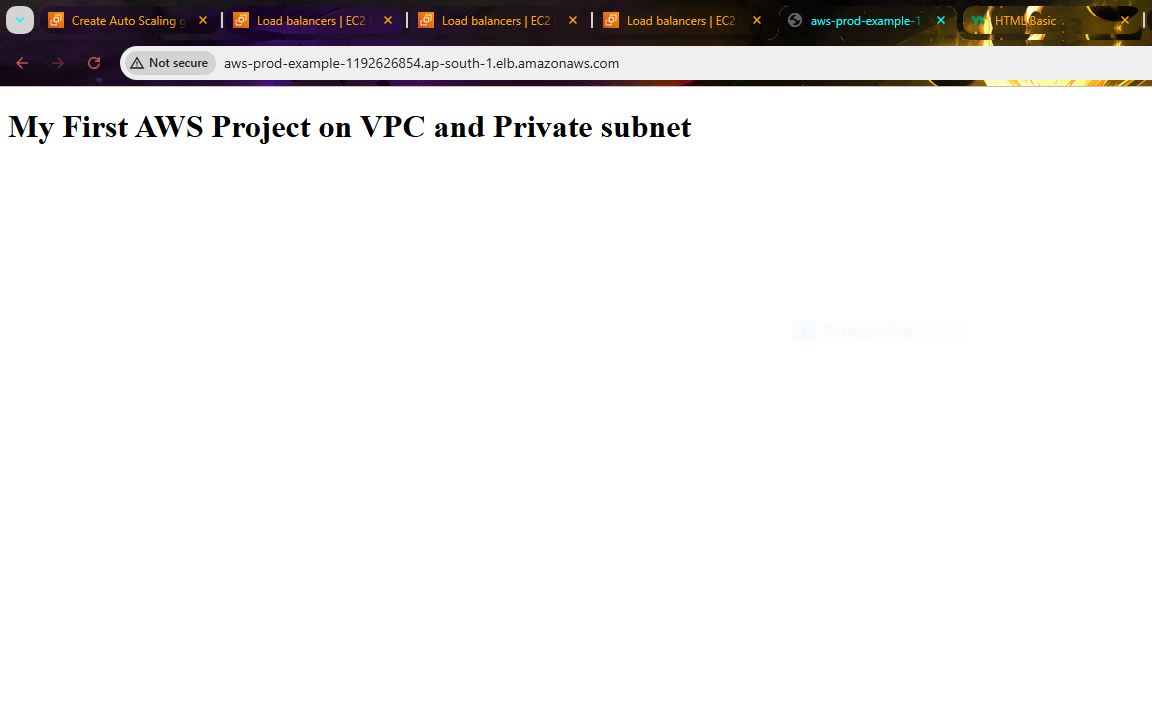 Create Auto Scaling g
Load balancers | EC2
Load balancers | EC2
Load balancers | EC2
aws-prod-example-1
HTML Basic
Not secure
aws-prod-example-1192626854.ap-south-1.elb.amazonaws.com
My First AWS Project on VPC and Private subnet
Rectangular Snip